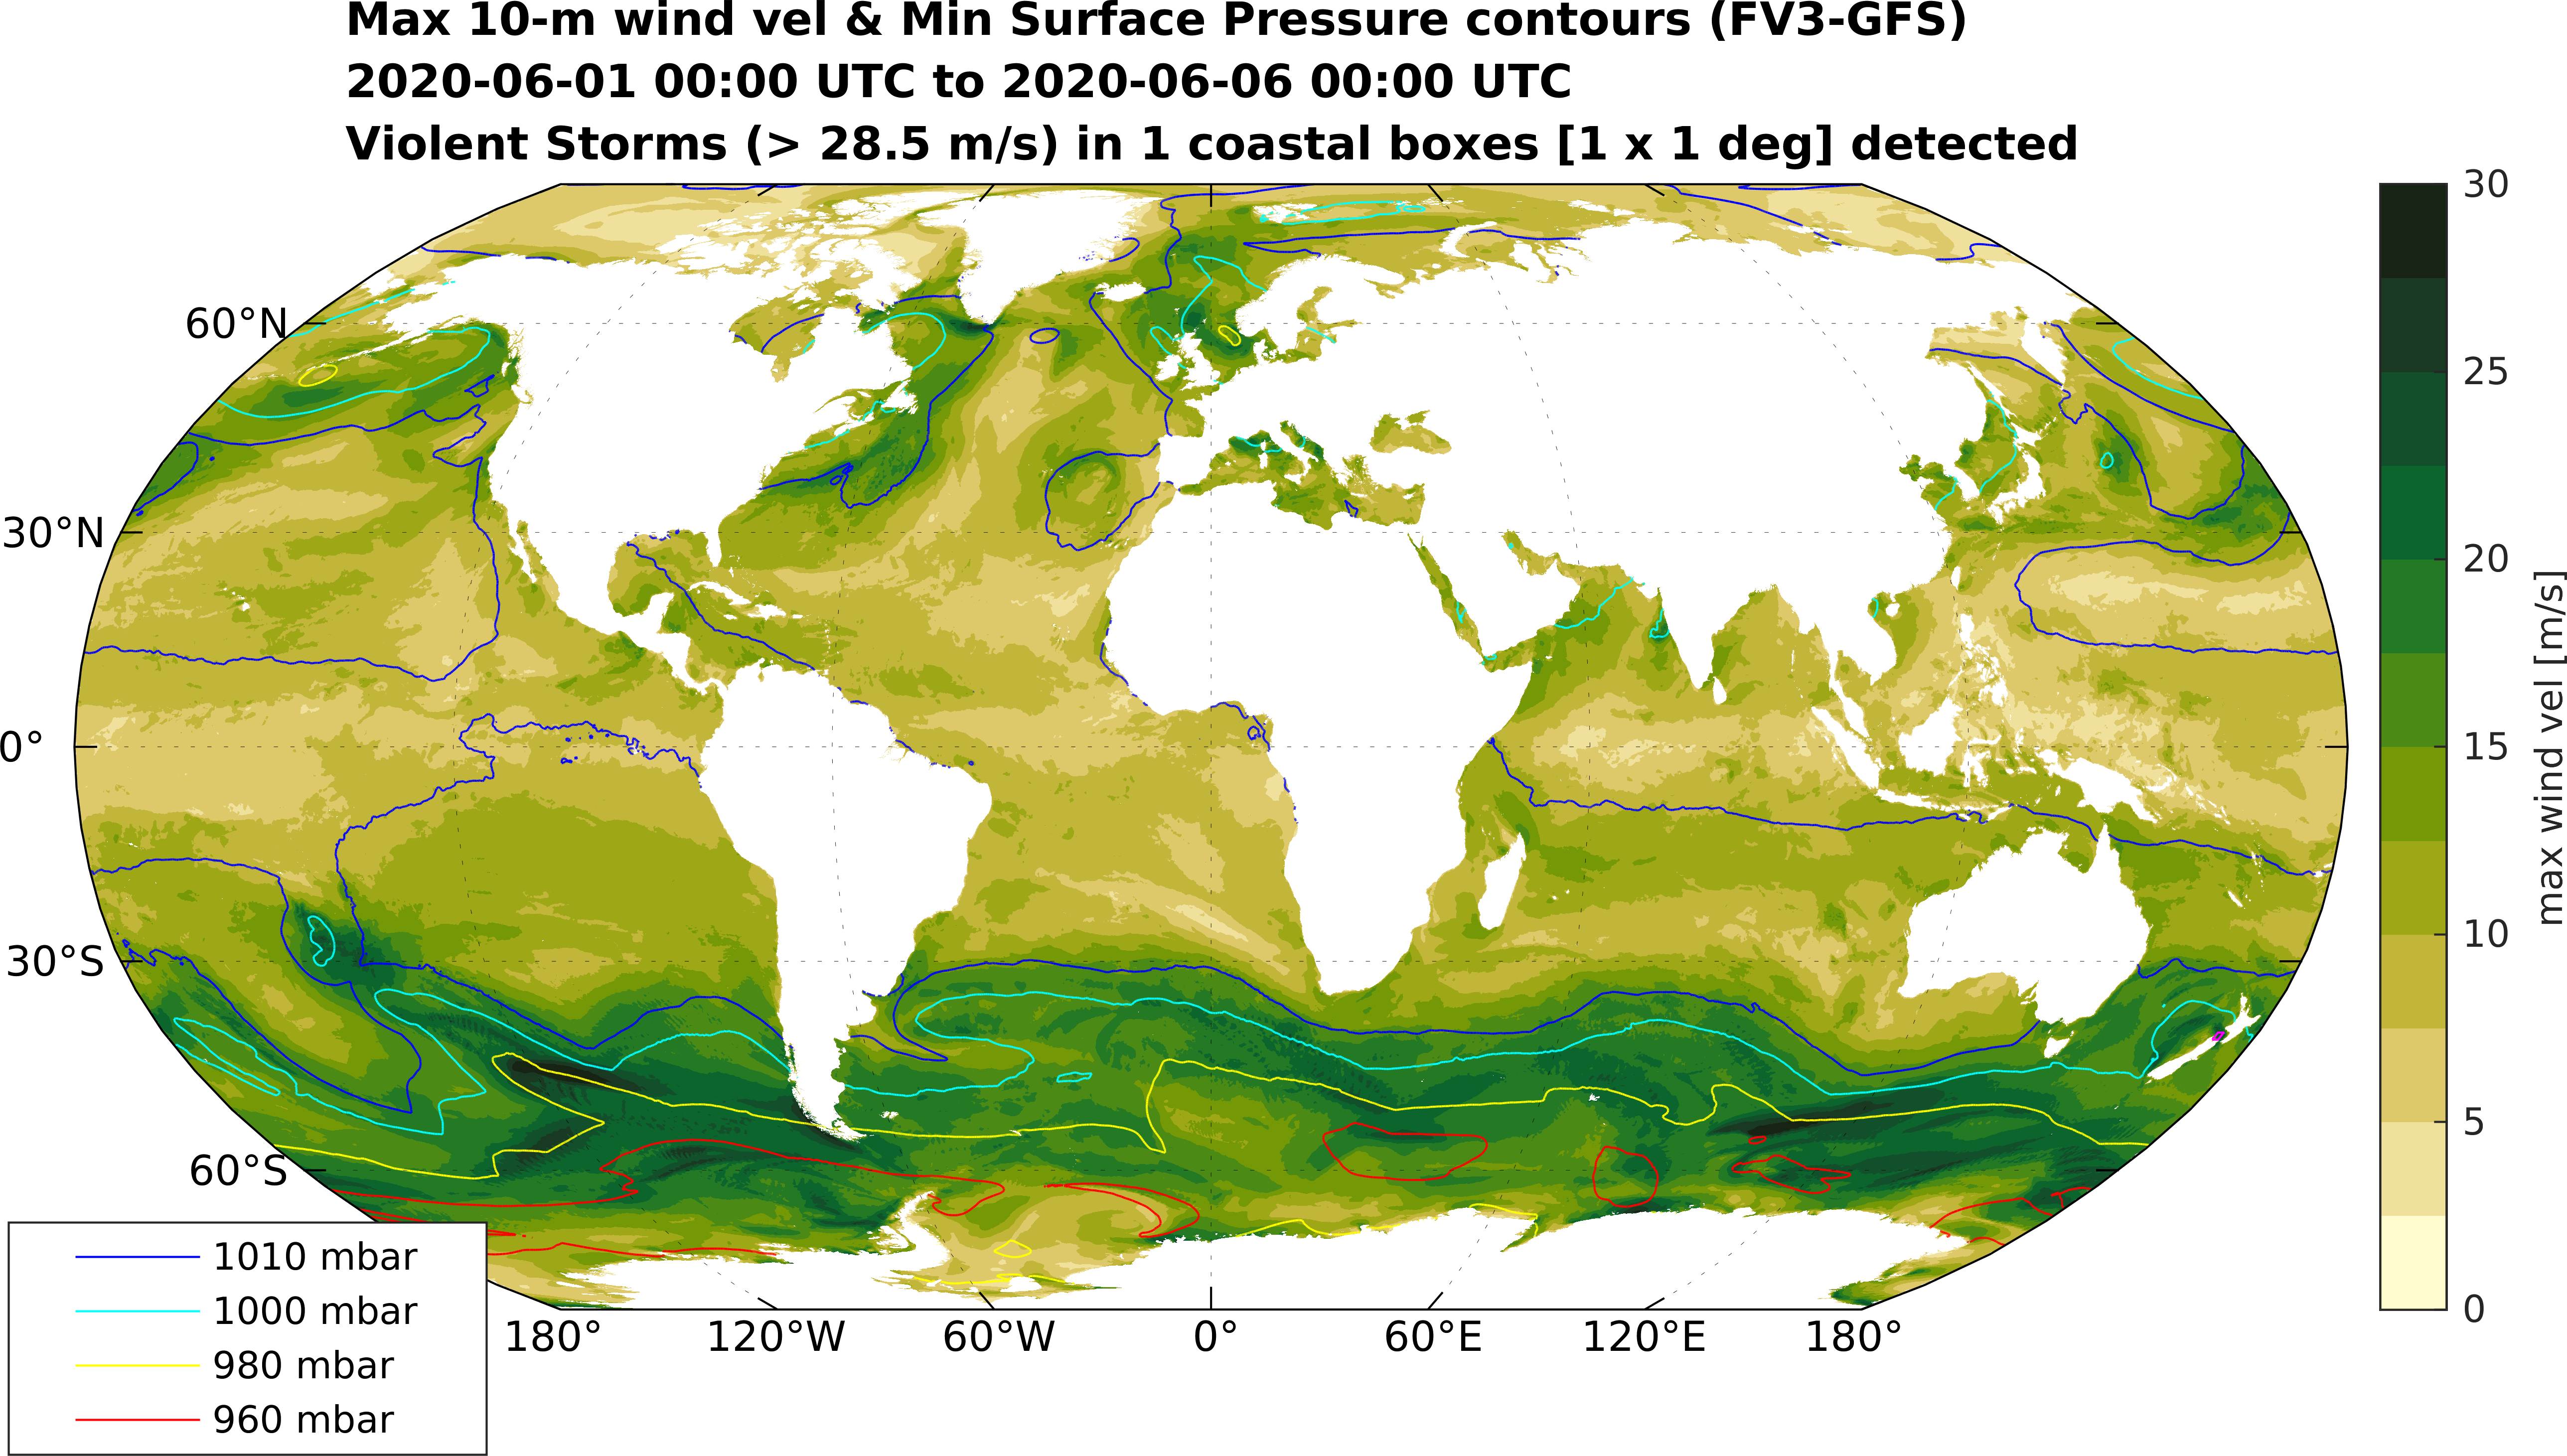 Max 10-m wind vel & Min Surface Pressure contours (FV3-GFS)
2020-06-01 00:00 UTC to 2020-06-06 00:00 UTC
Violent Storms (> 28.5 m/s) in 1 coastal boxes [1 x 1 deg] detected
60°N
30°N
0°
30°S
60°S
180°
120°W
60°W
0°
60°E
120°E
180°
30
25
20
15
10
5
0
max wind vel [m/s]
1010 mbar
1000 mbar
980 mbar
960 mbar